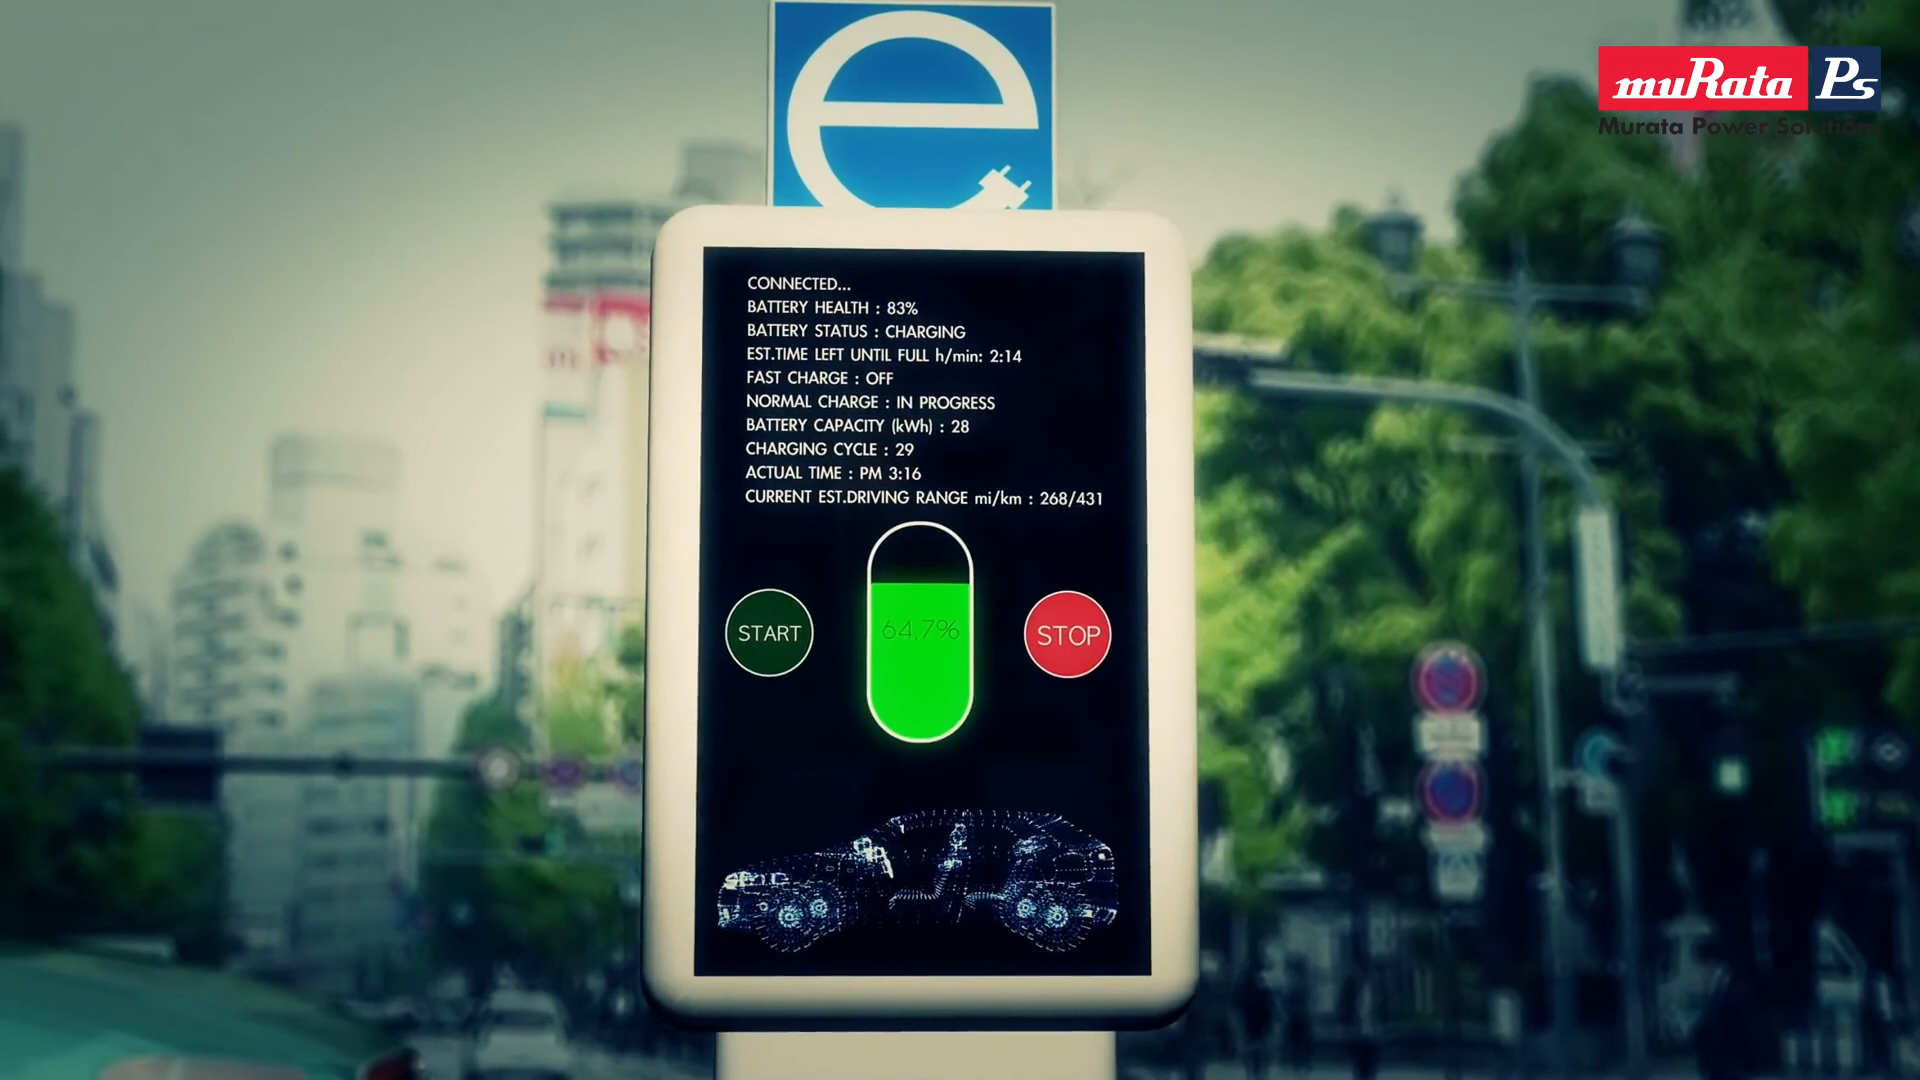 e
muRata Ps
Murata Power Solutions
CONNECTED...
BATTERY HEALTH : 83%
BATTERY STATUS : CHARGING
EST.TIME LEFT UNTIL FULL h/min: 2:14
FAST CHARGE : OFF
NORMAL CHARGE : IN PROGRESS
BATTERY CAPACITY (kWh) : 28
CHARGING CYCLE : 29
ACTUAL TIME : PM 3:16
CURRENT EST.DRIVING RANGE mi/km : 268/431
START
64,7%
STOP